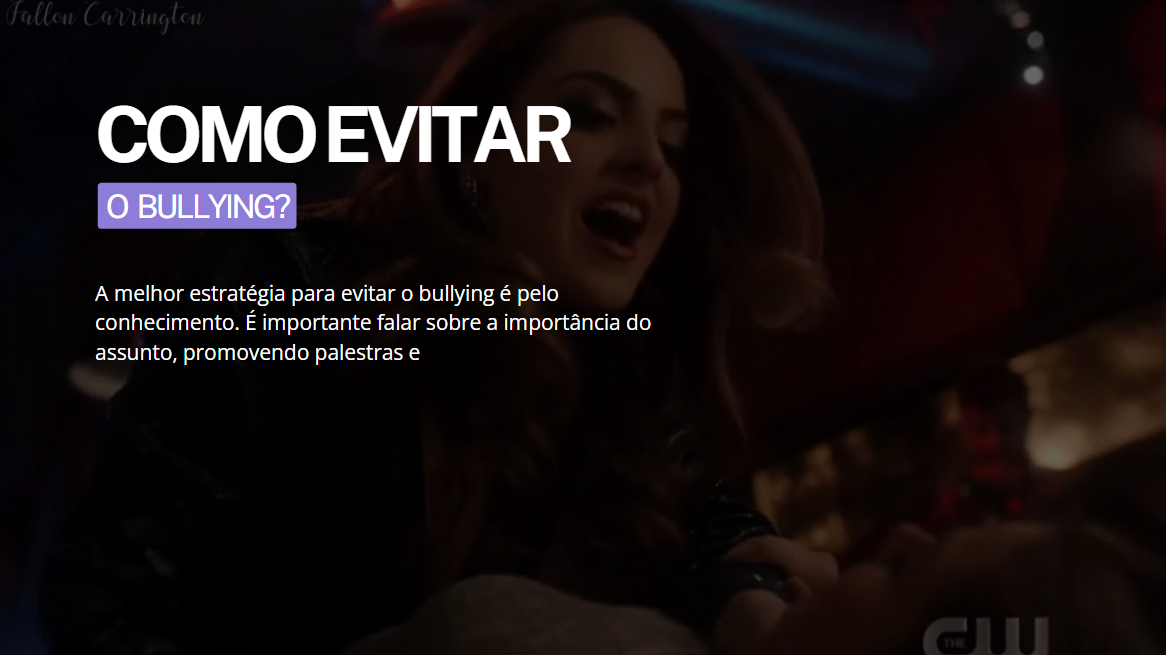 Fallon Carrington
COMO EVITAR
O BULLYING?
A melhor estratégia para evitar o bullying é pelo
conhecimento. É importante falar sobre a importância do
assunto, promovendo palestras e
THE CW